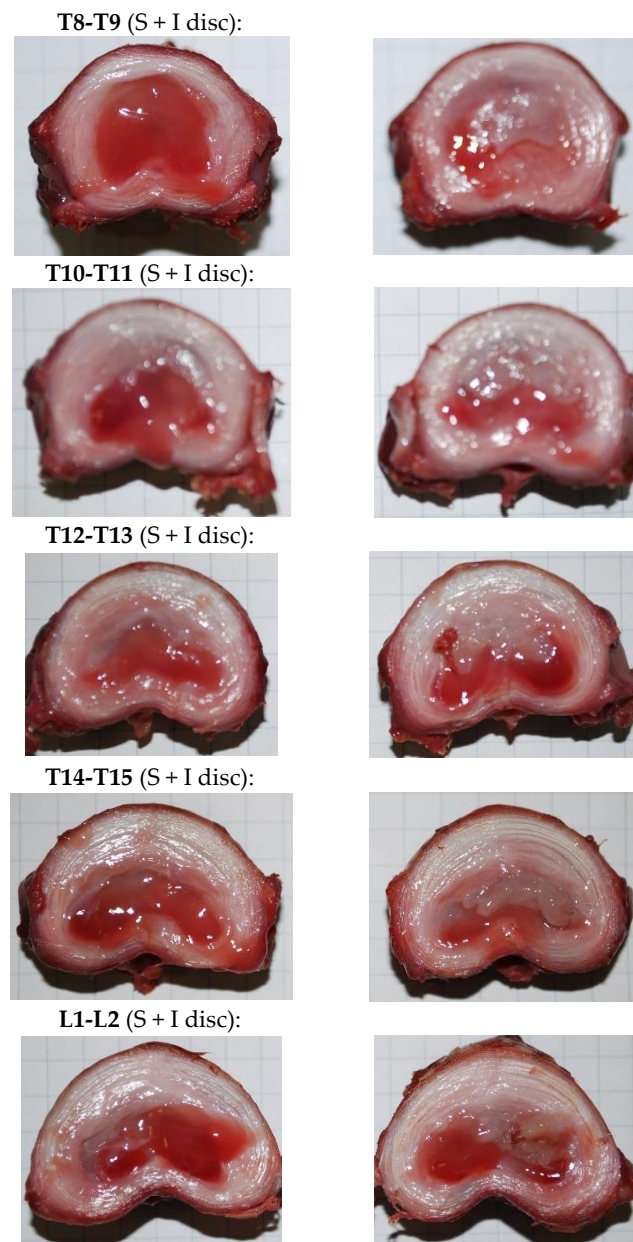 T8-T9 (S + I disc):
T10-T11 (S + I disc):
T12-T13 (S + I disc):
T14-T15 (S + I disc):
L1-L2 (S + I disc):